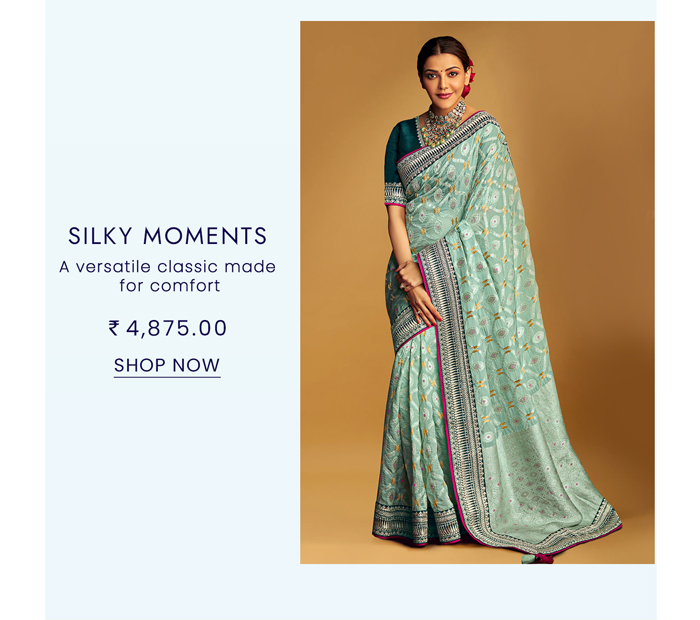 SILKY MOMENTS
A versatile classic made
for comfort
₹ 4,875.00
SHOP NOW